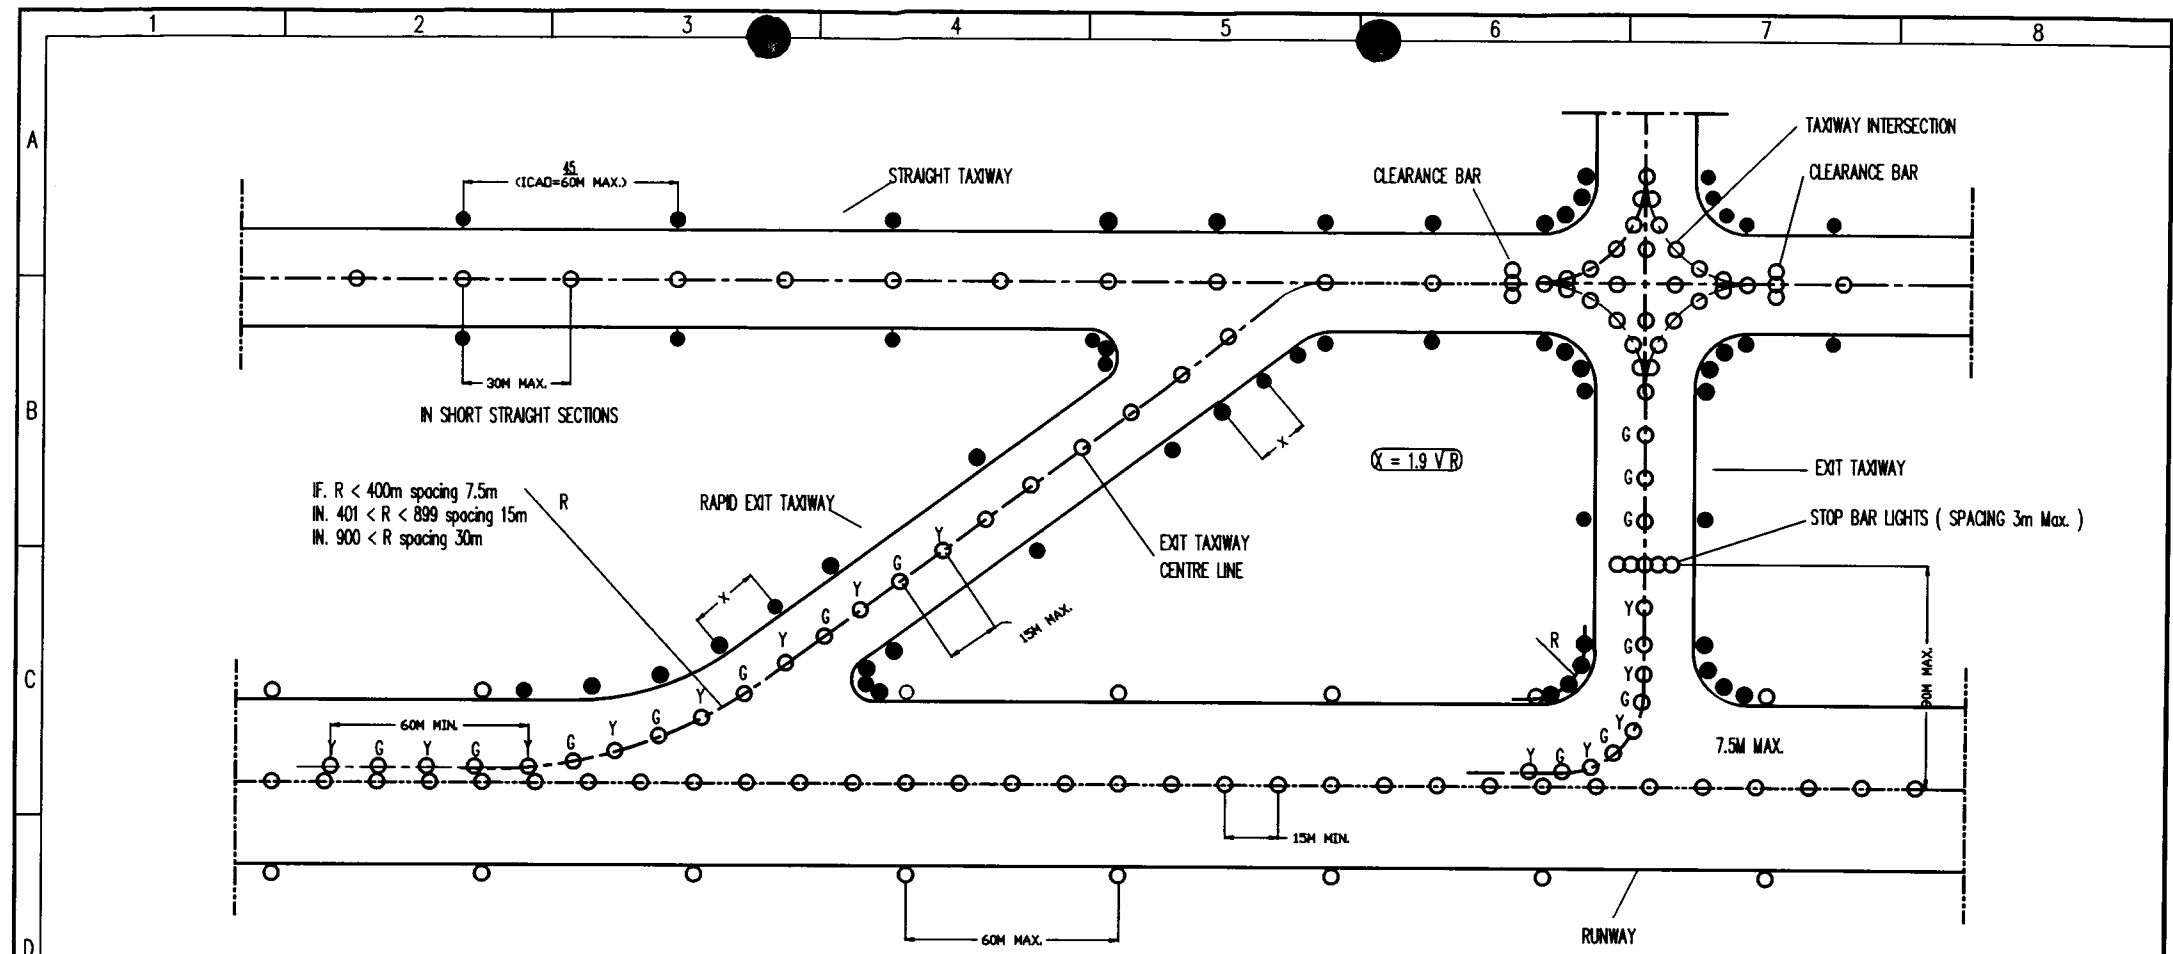 1 2 3 4 5 6 7 8
A
B
C
D
45
(ICAO=60M MAX.)
STRAIGHT TAXIWAY
CLEARANCE BAR
TAXIWAY INTERSECTION
CLEARANCE BAR
30M MAX.
IN SHORT STRAIGHT SECTIONS
X
X = 1.9 √R
G
G
G
EXIT TAXIWAY
STOP BAR LIGHTS ( SPACING 3m Max. )
IF. R < 400m spacing 7.5m
IN. 401 < R < 899 spacing 15m
IN. 900 < R spacing 30m
R
RAPID EXIT TAXIWAY
EXIT TAXIWAY
CENTRE LINE
X
15M MAX.
Y
G
Y
G
Y
G
Y
G
Y
G
60M MIN.
Y G Y G Y
R
Y
G
Y
G
Y
G
Y
G
Y
90M MAX.
7.5M MAX.
15M MIN.
60M MAX.
RUNWAY